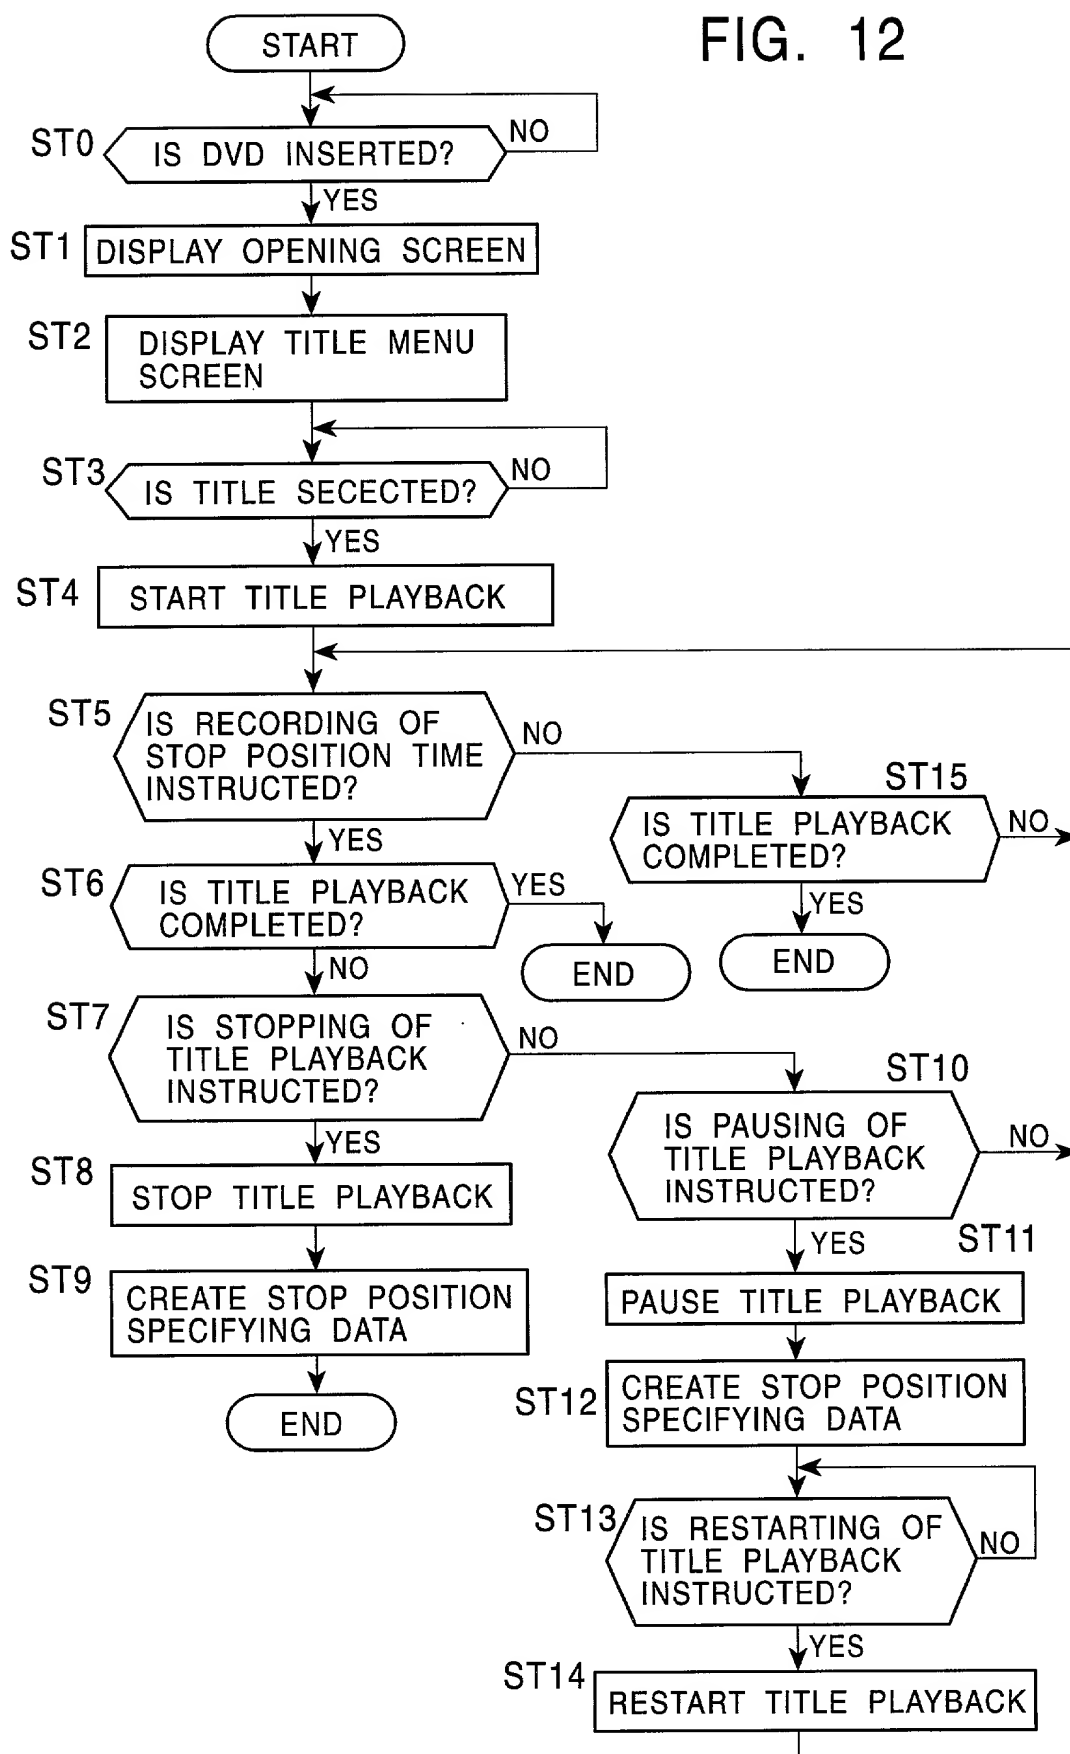 FIG. 12
START
ST0
IS DVD INSERTED?
NO
YES
ST1
DISPLAY OPENING SCREEN
ST2
DISPLAY TITLE MENU
SCREEN
ST3
IS TITLE SECECTED?
NO
YES
ST4
START TITLE PLAYBACK
ST5
IS RECORDING OF
STOP POSITION TIME
INSTRUCTED?
NO
YES
ST15
IS TITLE PLAYBACK
COMPLETED?
NO
YES
END
ST6
IS TITLE PLAYBACK
COMPLETED?
YES
END
NO
ST7
IS STOPPING OF
TITLE PLAYBACK
INSTRUCTED?
NO
YES
ST8
STOP TITLE PLAYBACK
ST9
CREATE STOP POSITION
SPECIFYING DATA
END
ST10
IS PAUSING OF
TITLE PLAYBACK
INSTRUCTED?
NO
YES
ST11
PAUSE TITLE PLAYBACK
ST12
CREATE STOP POSITION
SPECIFYING DATA
ST13
IS RESTARTING OF
TITLE PLAYBACK
INSTRUCTED?
NO
YES
ST14
RESTART TITLE PLAYBACK